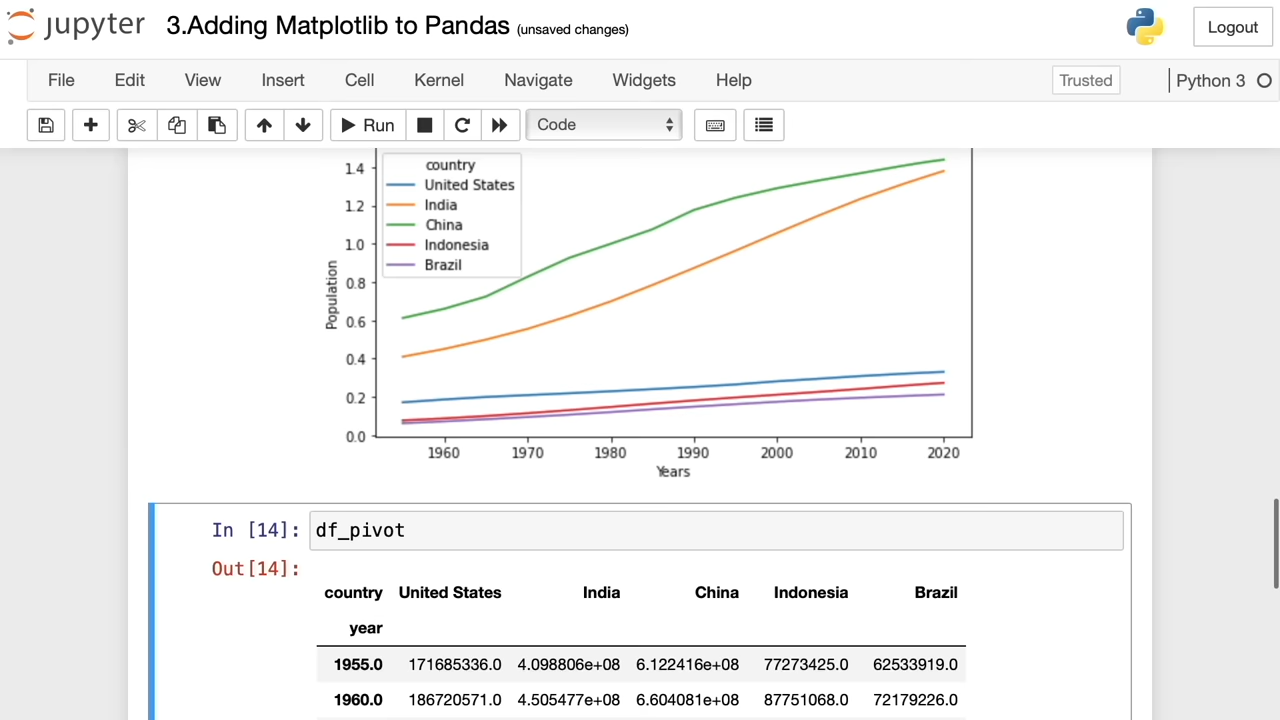 jupyter 3.Adding Matplotlib to Pandas (unsaved changes) Logout
File Edit View Insert Cell Kernel Navigate Widgets Help Trusted Python 3
Run Code
country
United States
India
China
Indonesia
Brazil
1.4
1.2
1.0
0.8
0.6
0.4
0.2
0.0
Population
1960 1970 1980 1990 2000 2010 2020
Years
In [14]: df_pivot
Out[14]:
country United States India China Indonesia Brazil
year
1955.0 171685336.0 4.098806e+08 6.122416e+08 77273425.0 62533919.0
1960.0 186720571.0 4.505477e+08 6.604081e+08 87751068.0 72179226.0